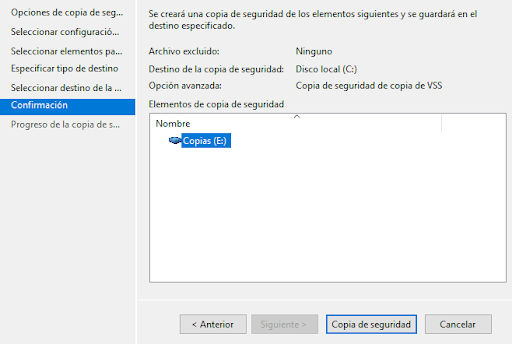 Opciones de copia de seg...
Seleccionar configuració...
Seleccionar elementos pa...
Especificar tipo de destino
Seleccionar destino de la ...
Confirmación
Progreso de la copia de s...
Se creará una copia de seguridad de los elementos siguientes y se guardará en el
destino especificado.
Archivo excluido: Ninguno
Destino de la copia de seguridad: Disco local (C:)
Opción avanzada: Copia de seguridad de copia de VSS
Elementos de copia de seguridad
Nombre
Copias (E:)
< Anterior Siguiente > Copia de seguridad Cancelar